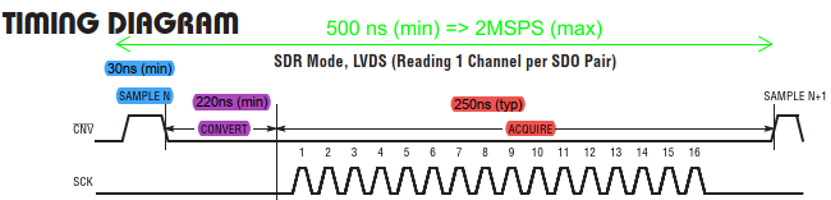 TIMING DIAGRAM
500 ns (min) => 2MSPS (max)
SDR Mode, LVDS (Reading 1 Channel per SDO Pair)
30ns (min)
SAMPLE N
220ns (min)
250ns (typ)
SAMPLE N+1
CNV
CONVERT
ACQUIRE
1 2 3 4 5 6 7 8 9 10 11 12 13 14 15 16
SCK